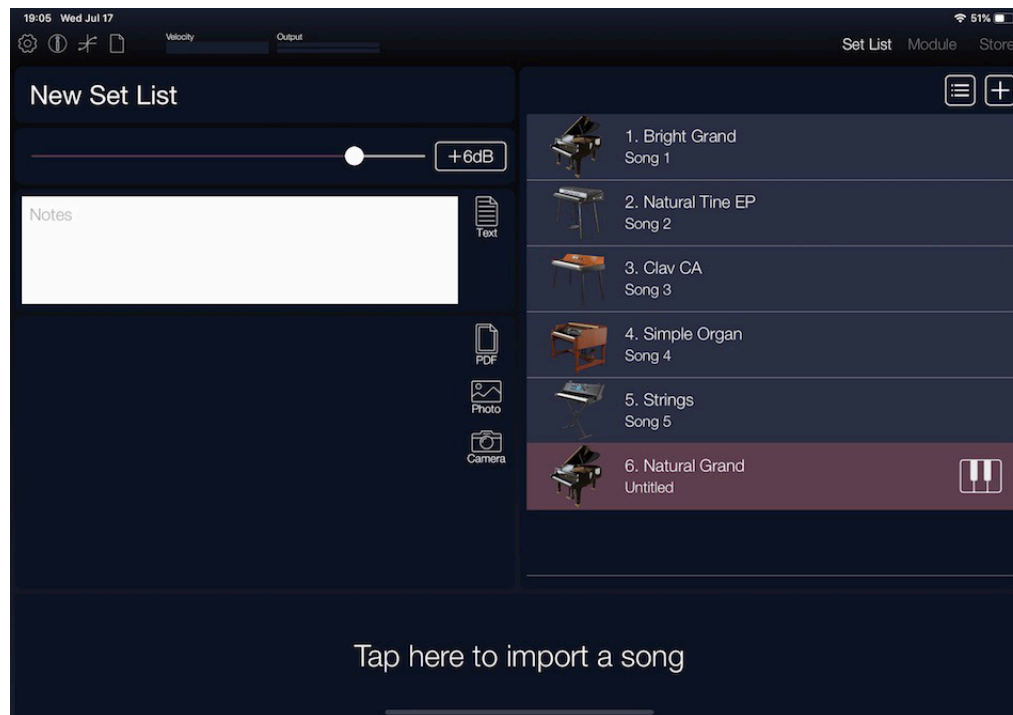 19:05 Wed Jul 17
51%
Velocity
Output
Set List Module Store
New Set List
+6dB
Notes
Text
PDF
Photo
Camera
1. Bright Grand
Song 1
2. Natural Tine EP
Song 2
3. Clav CA
Song 3
4. Simple Organ
Song 4
5. Strings
Song 5
6. Natural Grand
Untitled
Tap here to import a song